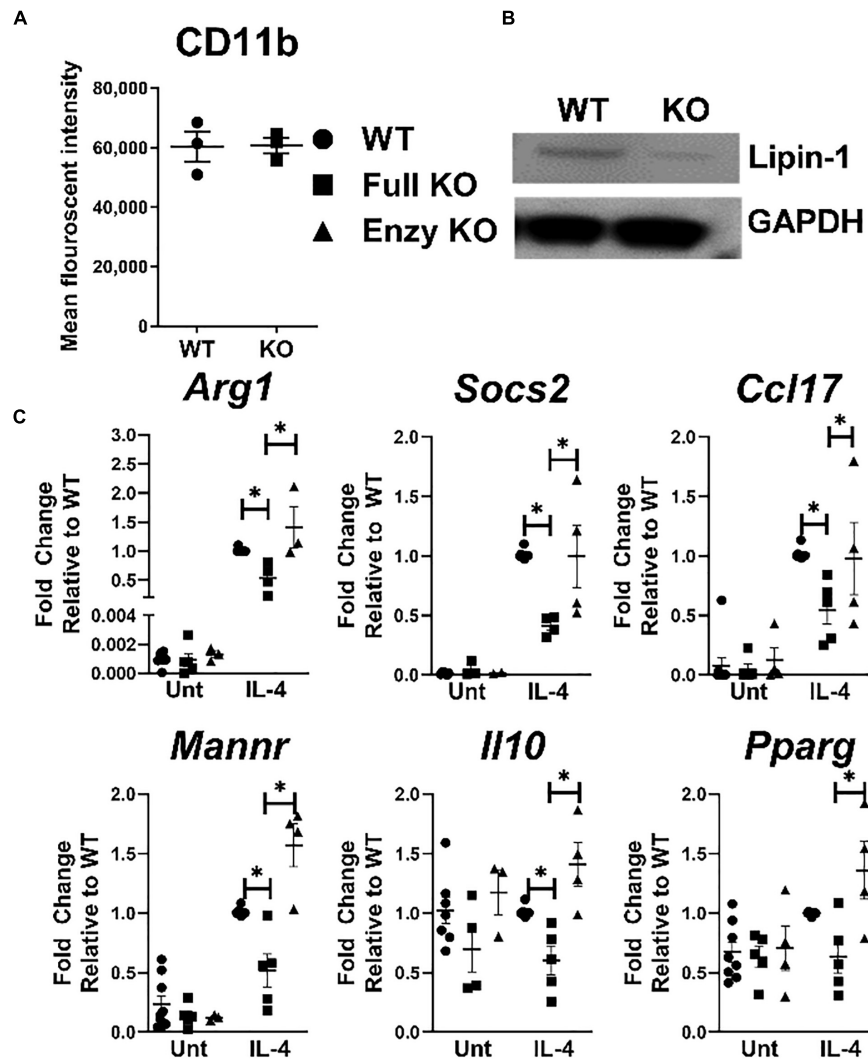 A
B
CD11b
Mean flouroscent intensity
80,000
60,000
40,000
20,000
0
WT
KO
WT
Full KO
Enzy KO
WT KO
Lipin-1
GAPDH
C
Arg1
Fold Change
Relative to WT
3.0
2.5
2.0
1.5
1.0
0.5
0.004
0.002
0.000
*
*
Unt
IL-4
Socs2
Fold Change
Relative to WT
2.0
1.5
1.0
0.5
0.0
*
*
Unt
IL-4
Ccl17
Fold Change
Relative to WT
2.0
1.5
1.0
0.5
0.0
*
*
Unt
IL-4
Mannr
Fold Change
Relative to WT
2.0
1.5
1.0
0.5
0.0
*
*
Unt
IL-4
Il10
Fold Change
Relative to WT
2.0
1.5
1.0
0.5
0.0
*
*
Unt
IL-4
Pparg
Fold Change
Relative to WT
2.0
1.5
1.0
0.5
0.0
*
Unt
IL-4